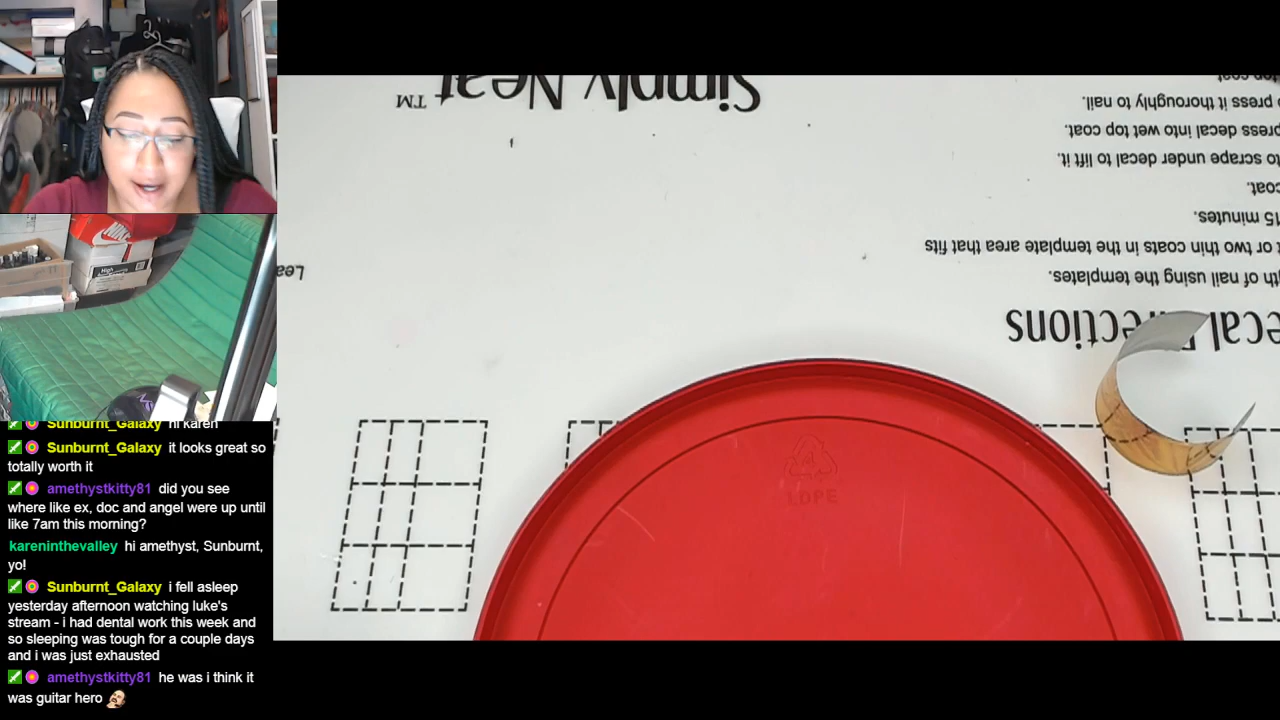 Simply Neat™
top coat
press it thoroughly to nail.
press decal into wet top coat.
to scrape under decal to lift it.
coat.
15 minutes.
t or two thin coats in the template area that fits
gth of nail using the templates.
Lea
LDPE
4
Sunburnt_Galaxy hi karen
Sunburnt_Galaxy it looks great so
totally worth it
amethystkitty81 did you see
where like ex, doc and angel were up until
like 7am this morning?
kareninthevalley hi amethyst, Sunburnt,
yo!
Sunburnt_Galaxy i fell asleep
yesterday afternoon watching luke's
stream - i had dental work this week and
so sleeping was tough for a couple days
and i was just exhausted
amethystkitty81 he was i think it
was guitar hero